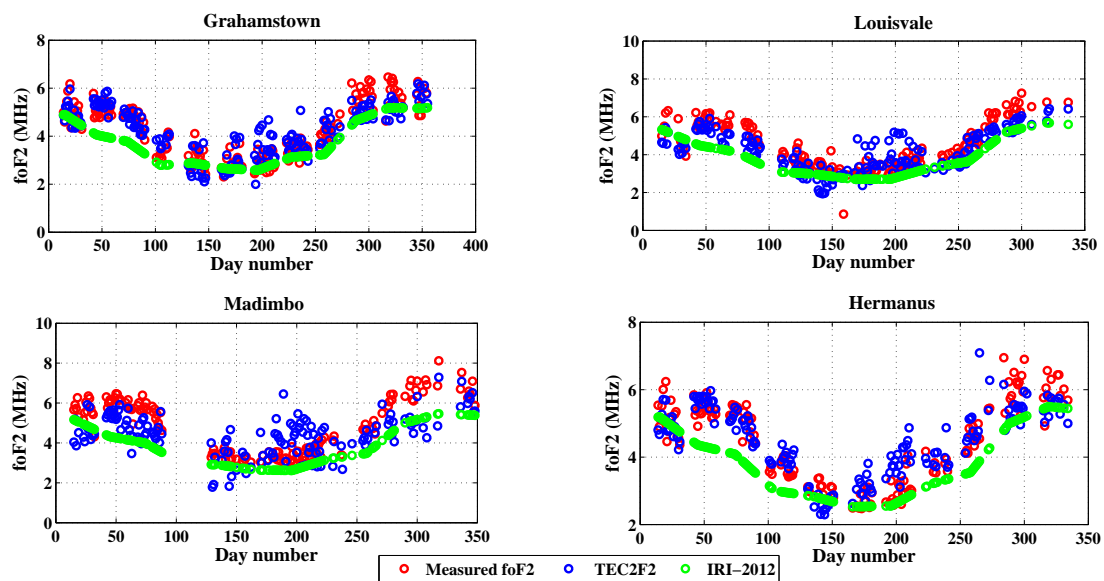 Grahamstown
8
6
4
2
0
foF2 (MHz)
0 50 100 150 200 250 300 350 400
Day number
Louisvale
10
8
6
4
2
0
foF2 (MHz)
0 50 100 150 200 250 300 350
Day number
Madimbo
10
8
6
4
2
0
foF2 (MHz)
0 50 100 150 200 250 300 350
Day number
Hermanus
8
6
4
2
foF2 (MHz)
0 50 100 150 200 250 300 350
Day number
Measured foF2 TEC2F2 IRI−2012